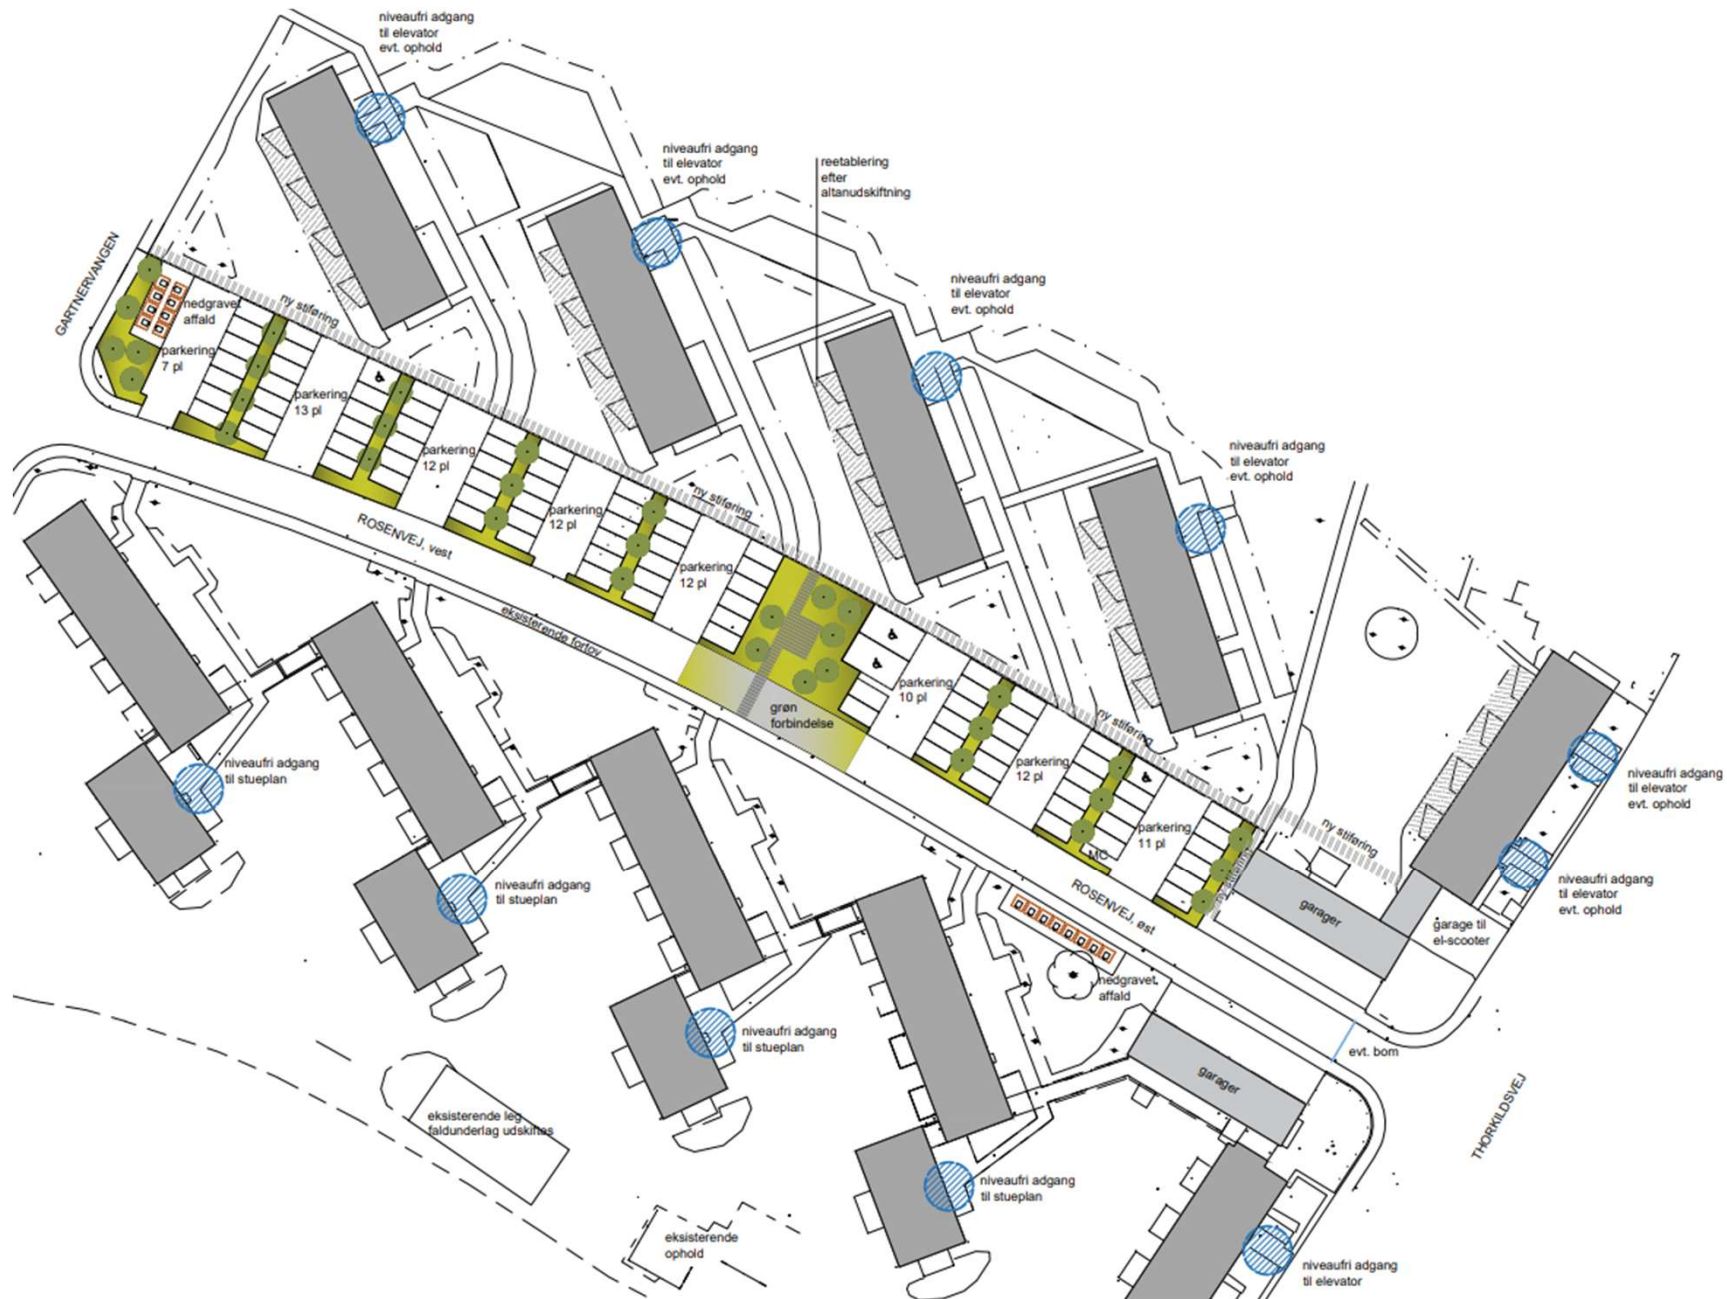 niveaufri adgang
til elevator
evt. ophold
niveaufri adgang
til elevator
evt. ophold
reetablering
efter
altanudskiftning
niveaufri adgang
til elevator
evt. ophold
niveaufri adgang
til elevator
evt. ophold
GARTNERVANGEN
nedgravet
affald
ny stiføring
parkering
7 pl
parkering
13 pl
parkering
12 pl
parkering
12 pl
ny stiføring
parkering
12 pl
ROSENVEJ, vest
eksisterende fortov
grøn
forbindelse
parkering
10 pl
ny stiføring
parkering
12 pl
parkering
11 pl
MC
ny stiføring
ny stiføring
niveaufri adgang
til elevator
evt. ophold
niveaufri adgang
til elevator
evt. ophold
niveaufri adgang
til stueplan
niveaufri adgang
til stueplan
ROSENVEJ, øst
garager
garage til
el-scooter
nedgravet
affald
niveaufri adgang
til stueplan
evt. bom
garager
THORKILDSVEJ
eksisterende leg
faldunderlag udskiftes
niveaufri adgang
til stueplan
eksisterende
ophold
niveaufri adgang
til elevator